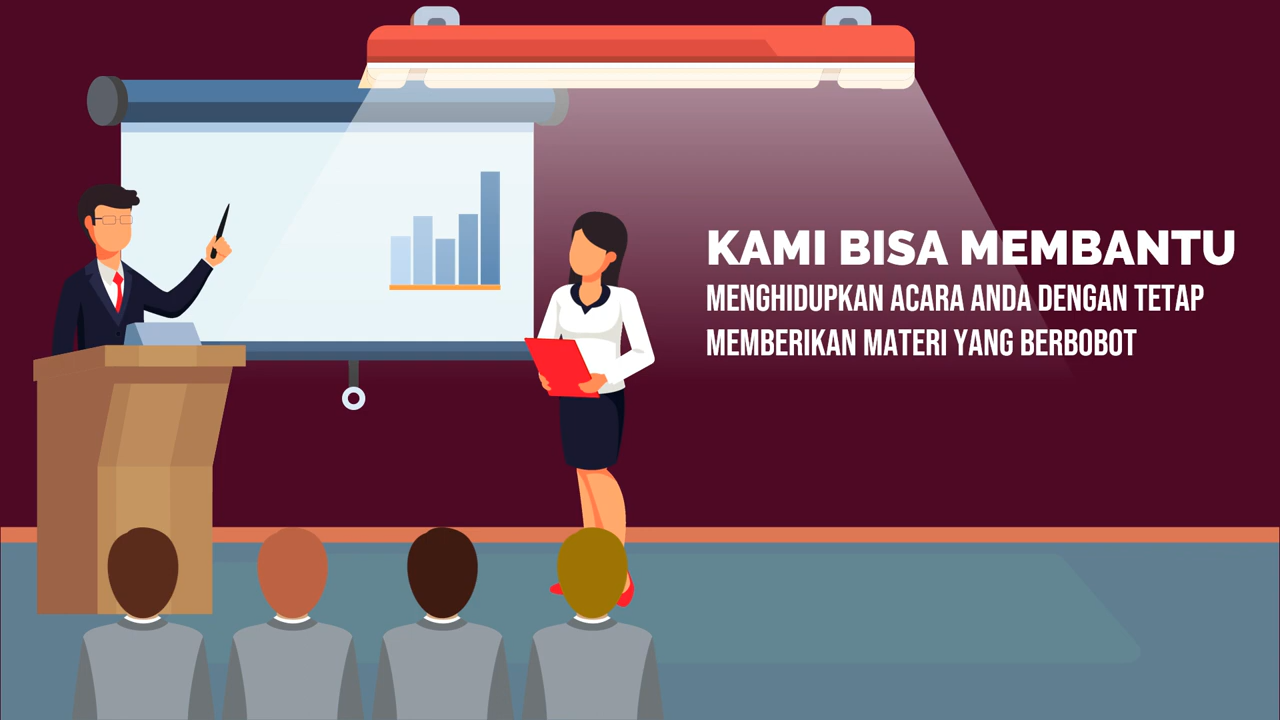 KAMI BISA MEMBANTU
MENGHIDUPKAN ACARA ANDA DENGAN TETAP
MEMBERIKAN MATERI YANG BERBOBOT